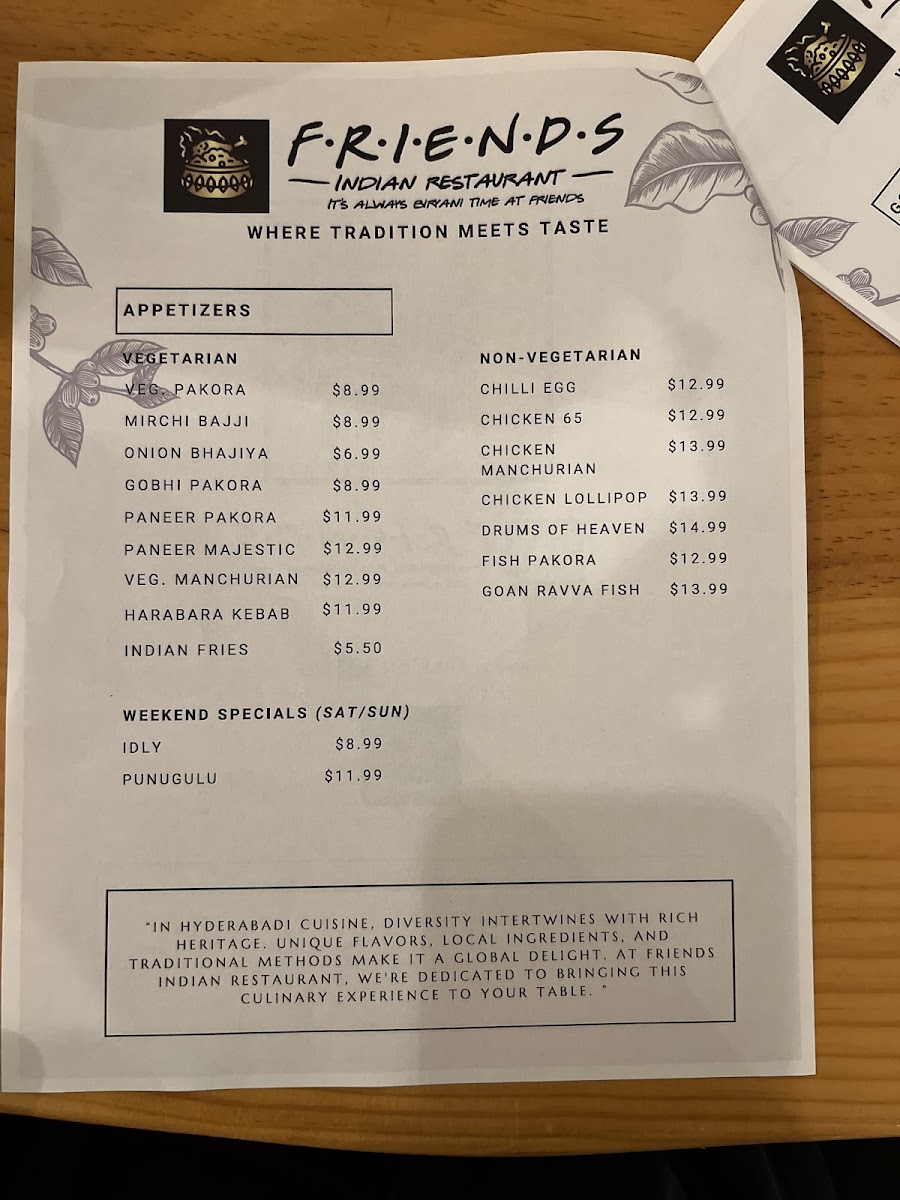 F·R·I·E·N·D·S
INDIAN RESTAURANT
IT'S ALWAYS BIRYANI TIME AT FRIENDS
WHERE TRADITION MEETS TASTE
APPETIZERS
VEGETARIAN
VEG. PAKORA $8.99
MIRCHI BAJJI $8.99
ONION BHAJIYA $6.99
GOBHI PAKORA $8.99
PANEER PAKORA $11.99
PANEER MAJESTIC $12.99
VEG. MANCHURIAN $12.99
HARABARA KEBAB $11.99
INDIAN FRIES $5.50
WEEKEND SPECIALS (SAT/SUN)
IDLY $8.99
PUNUGULU $11.99
NON-VEGETARIAN
CHILLI EGG $12.99
CHICKEN 65 $12.99
CHICKEN $13.99
MANCHURIAN
CHICKEN LOLLIPOP $13.99
DRUMS OF HEAVEN $14.99
FISH PAKORA $12.99
GOAN RAVVA FISH $13.99
"IN HYDERABADI CUISINE, DIVERSITY INTERTWINES WITH RICH
HERITAGE. UNIQUE FLAVORS, LOCAL INGREDIENTS, AND
TRADITIONAL METHODS MAKE IT A GLOBAL DELIGHT. AT FRIENDS
INDIAN RESTAURANT, WE'RE DEDICATED TO BRINGING THIS
CULINARY EXPERIENCE TO YOUR TABLE. "